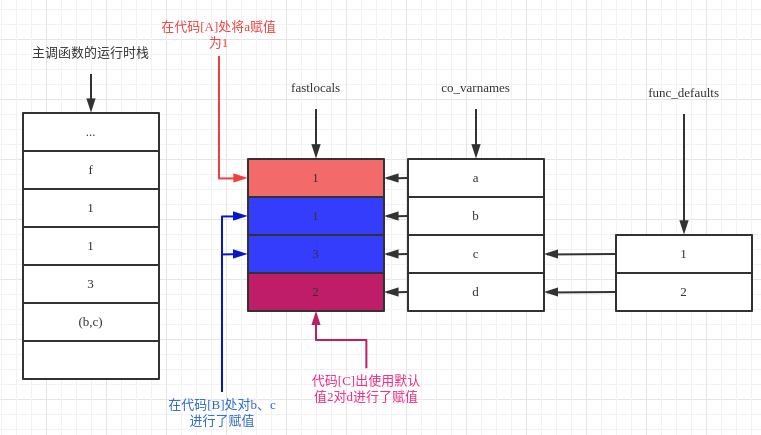 在代码[A]处将a赋值
为1
主调函数的运行时栈
fastlocals
co_varnames
func_defaults
...
f
1
1
3
(b,c)
1
1
3
2
a
b
c
d
1
2
在代码[B]处对b、c
进行了赋值
代码[C]出使用默认
值2对d进行了赋值